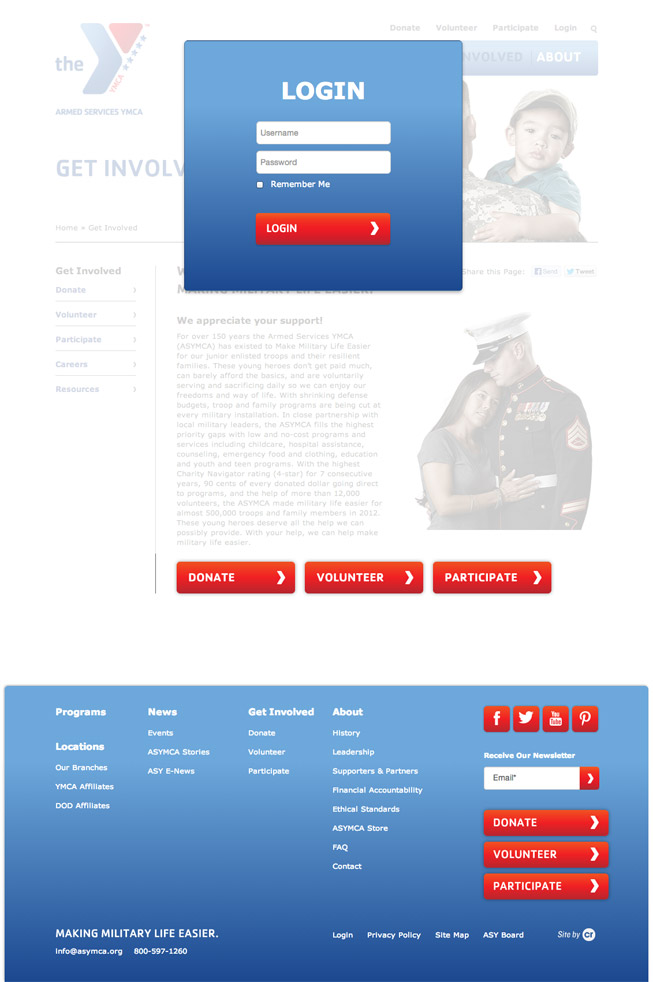 Donate Volunteer Participate Login
the
YMCA
ARMED SERVICES YMCA
NVOLVED ABOUT
LOGIN
Username
Password
Remember Me
LOGIN
GET INVOLV
Home » Get Involved
Get Involved
Donate
Volunteer
Participate
Careers
Resources
Share this Page: Send Tweet
MAKING MILITARY LIFE EASIER.
We appreciate your support!
For over 150 years the Armed Services YMCA
(ASYMCA) has existed to Make Military Life Easier
for our junior enlisted troops and their resilient
families. These young heroes don't get paid much,
can barely afford the basics, and are voluntarily
serving and sacrificing daily so we can enjoy our
freedoms and way of life. With shrinking defense
budgets, troop and family programs are being cut at
every military installation. In close partnership with
local military leaders, the ASYMCA fills the highest
priority gaps with low and no-cost programs and
services including childcare, hospital assistance,
counseling, emergency food and clothing, education
and youth and teen programs. With the highest
Charity Navigator rating (4-star) for 7 consecutive
years, 90 cents of every donated dollar going direct
to programs, and the help of more than 12,000
volunteers, the ASYMCA made military life easier for
almost 500,000 troops and family members in 2012.
These young heroes deserve all the help we can
possibly provide. With your help, we can help make
military life easier.
DONATE VOLUNTEER PARTICIPATE
Programs
Locations
Our Branches
YMCA Affiliates
DOD Affiliates
News
Events
ASYMCA Stories
ASY E-News
Get Involved
Donate
Volunteer
Participate
About
History
Leadership
Supporters & Partners
Financial Accountability
Ethical Standards
ASYMCA Store
FAQ
Contact
You Tube
Receive Our Newsletter
Email*
DONATE
VOLUNTEER
PARTICIPATE
MAKING MILITARY LIFE EASIER.
info@asymca.org 800-597-1260
Login Privacy Policy Site Map ASY Board Site by cr